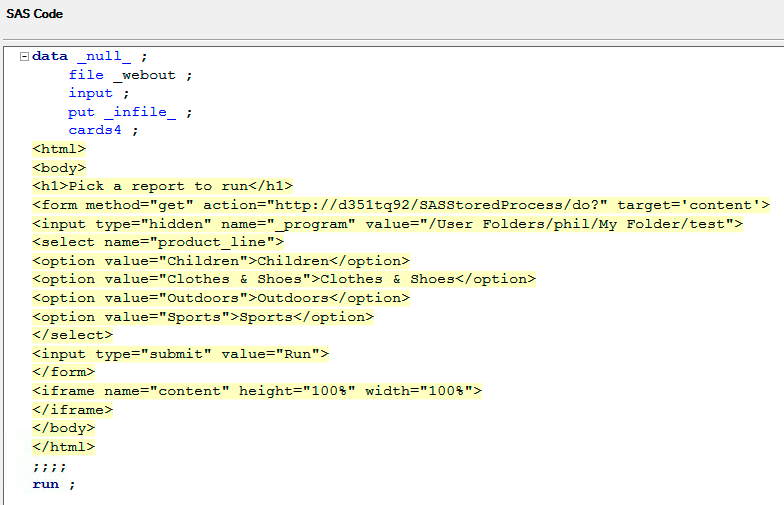 SAS Code
data _null_ ;
file _webout ;
input ;
put _infile_ ;
cards4 ;
<html>
<body>
<h1>Pick a report to run</h1>
<form method="get" action="http://d351tq92/SASStoredProcess/do?" target='content'>
<input type="hidden" name="_program" value="/User Folders/phil/My Folder/test">
<select name="product_line">
<option value="Children">Children</option>
<option value="Clothes & Shoes">Clothes & Shoes</option>
<option value="Outdoors">Outdoors</option>
<option value="Sports">Sports</option>
</select>
<input type="submit" value="Run">
</form>
<iframe name="content" height="100%" width="100%">
</iframe>
</body>
</html>
;;;;
run ;